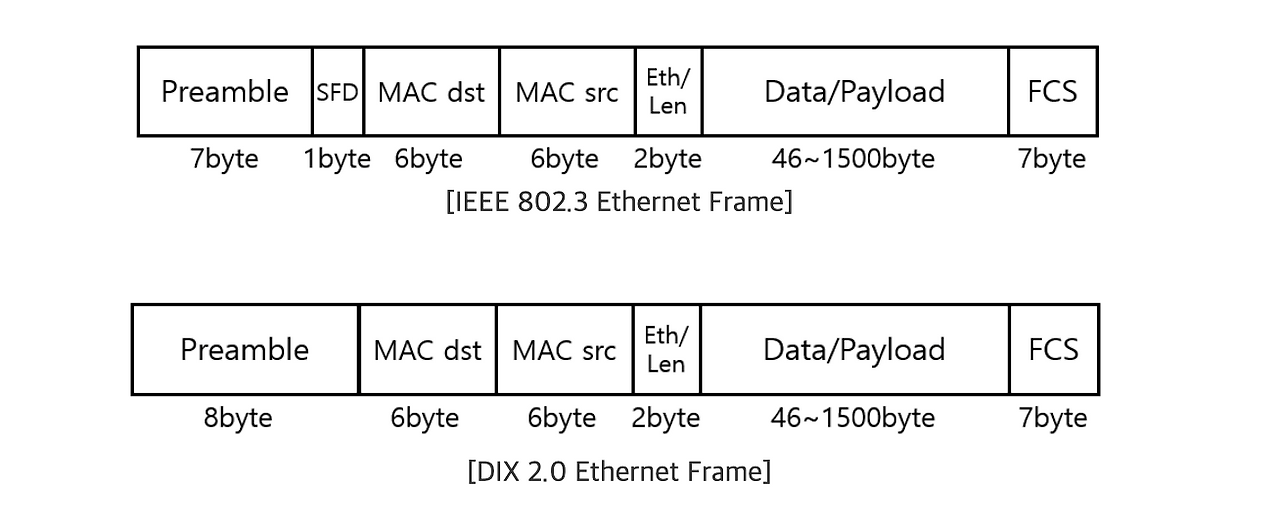 Preamble SFD MAC dst MAC src Eth/ Data/Payload FCS
Len
7byte 1byte 6byte 6byte 2byte 46~1500byte 7byte
[IEEE 802.3 Ethernet Frame]
Preamble MAC dst MAC src Eth/ Data/Payload FCS
Len
8byte 6byte 6byte 2byte 46~1500byte 7byte
[DIX 2.0 Ethernet Frame]